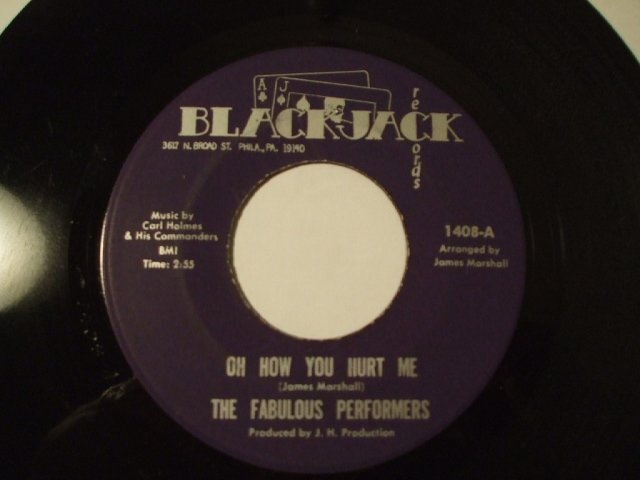 A J
BLACKJACK
records
3617 N. BROAD ST. PHILA., PA. 19140
Music by
Carl Holmes
& His Commanders
BMI
Time: 2:55
1408-A
Arranged by
James Marshall
OH HOW YOU HURT ME
(James Marshall)
THE FABULOUS PERFORMERS
Produced by J. H. Production